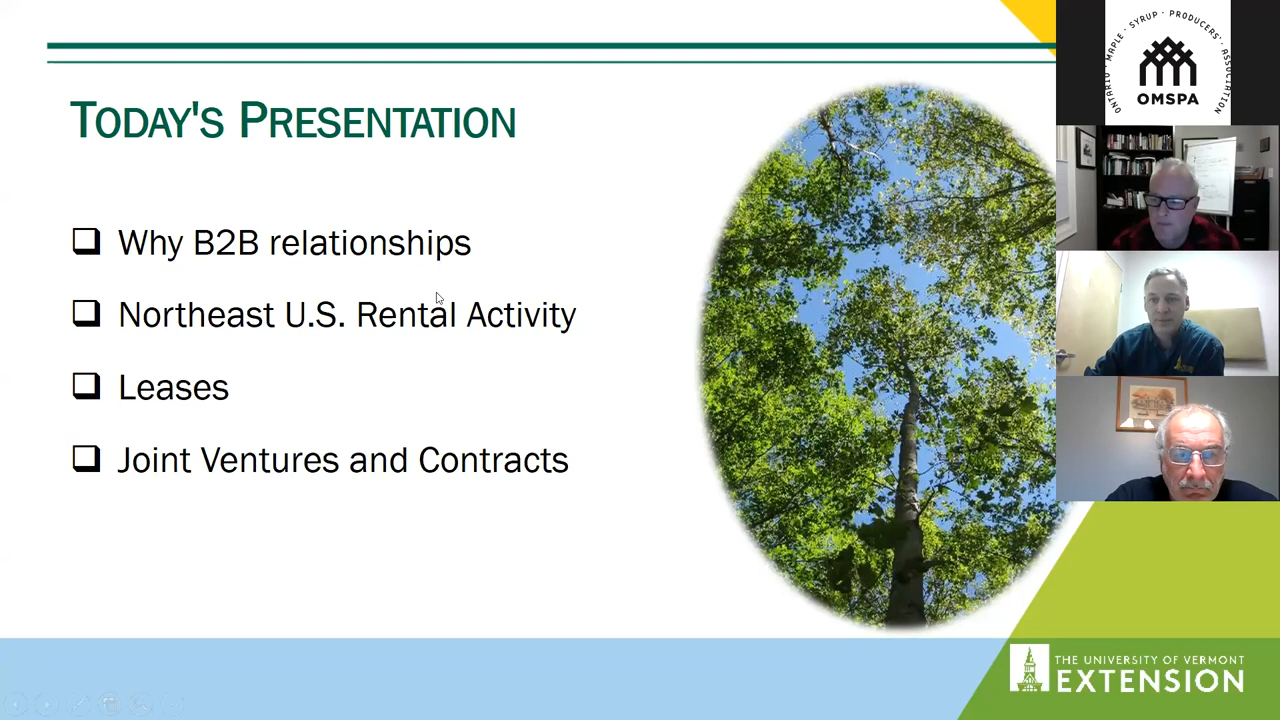 TODAY'S PRESENTATION
Why B2B relationships
Northeast U.S. Rental Activity
Leases
Joint Ventures and Contracts
ONTARIO · MAPLE · SYRUP · PRODUCERS' · ASSOCIATION
OMSPA
THE UNIVERSITY OF VERMONT
EXTENSION